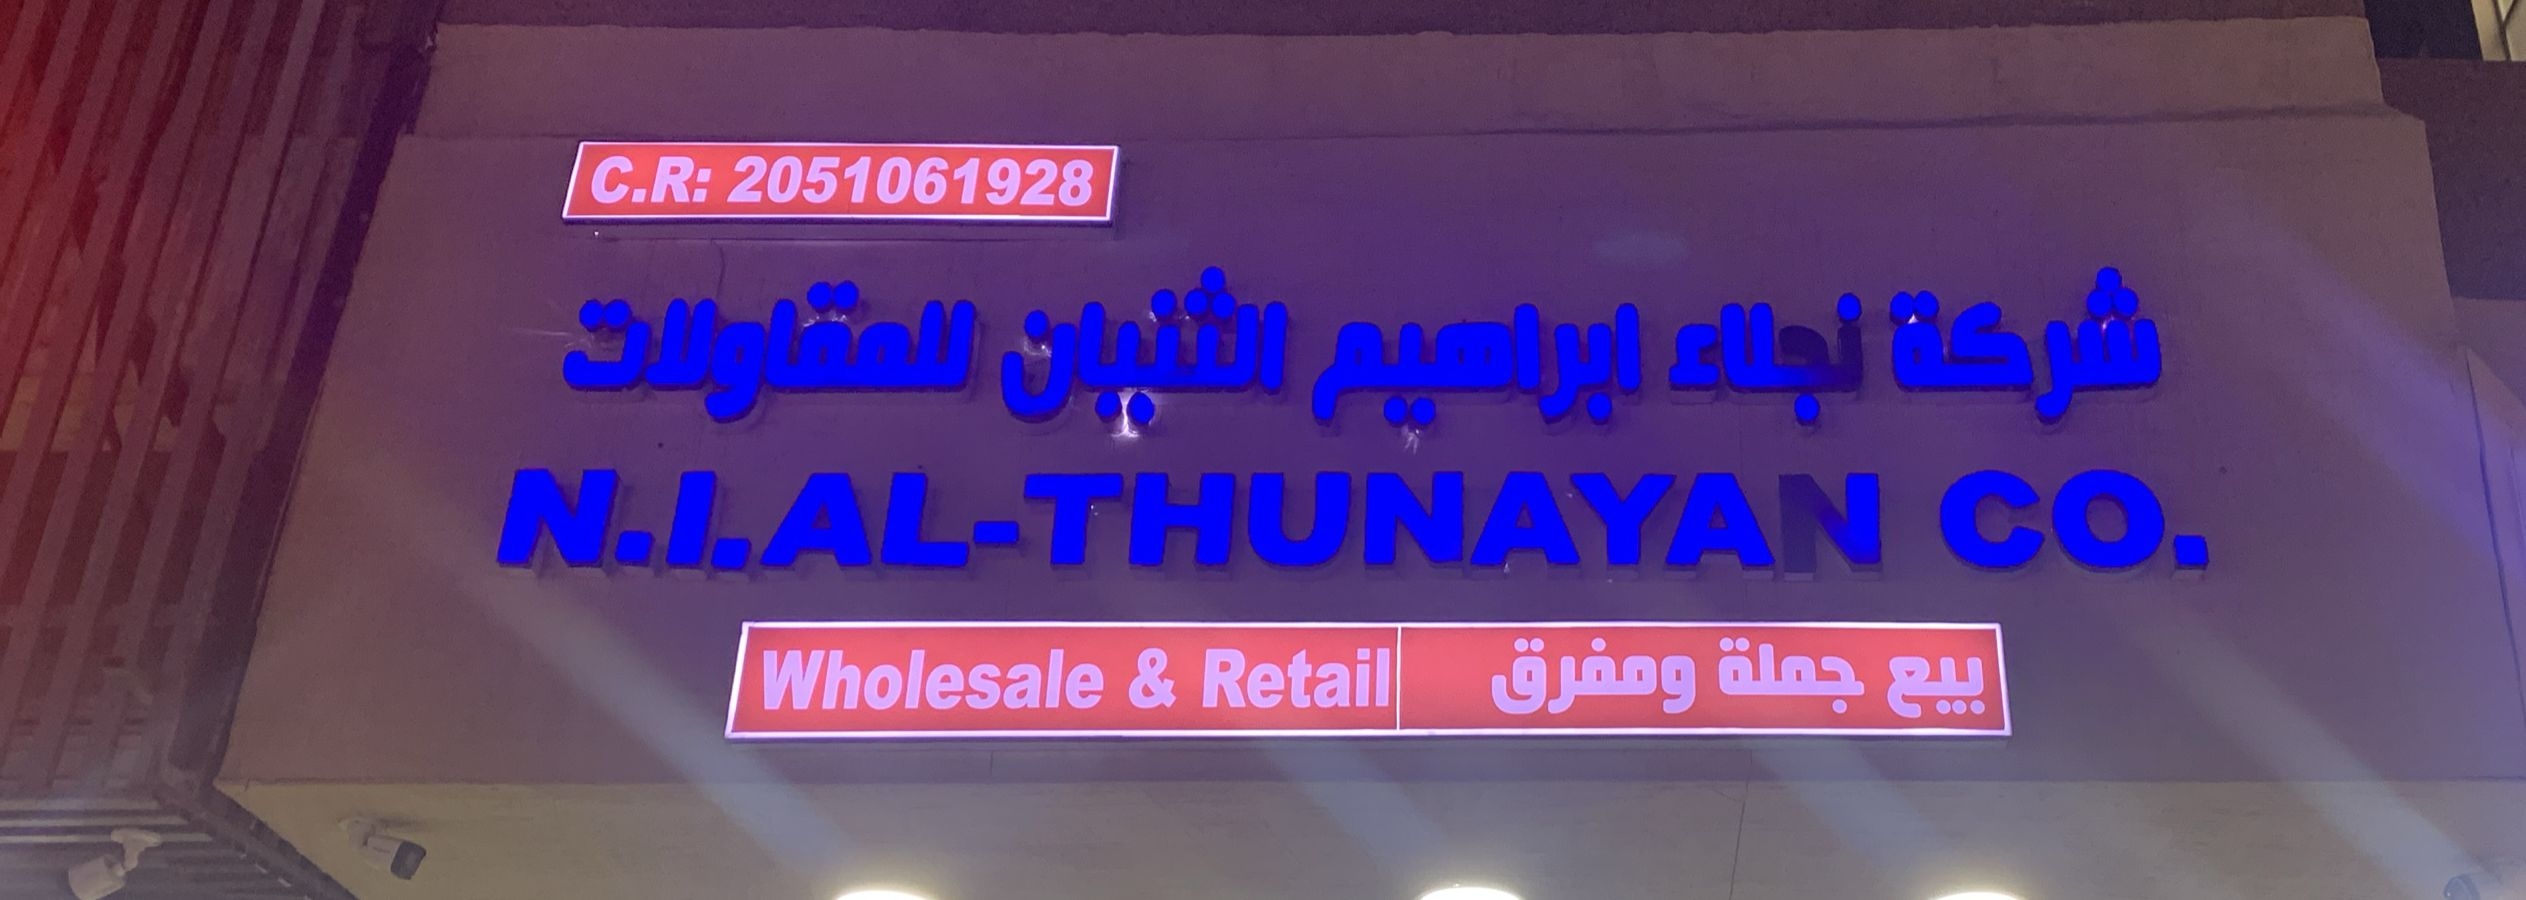 C.R: 2051061928
شركة نجلاء ابراهيم الثنيان للمقاولات
N.I.AL-THUNAYAN CO.
Wholesale & Retail بيع جملة ومفرق